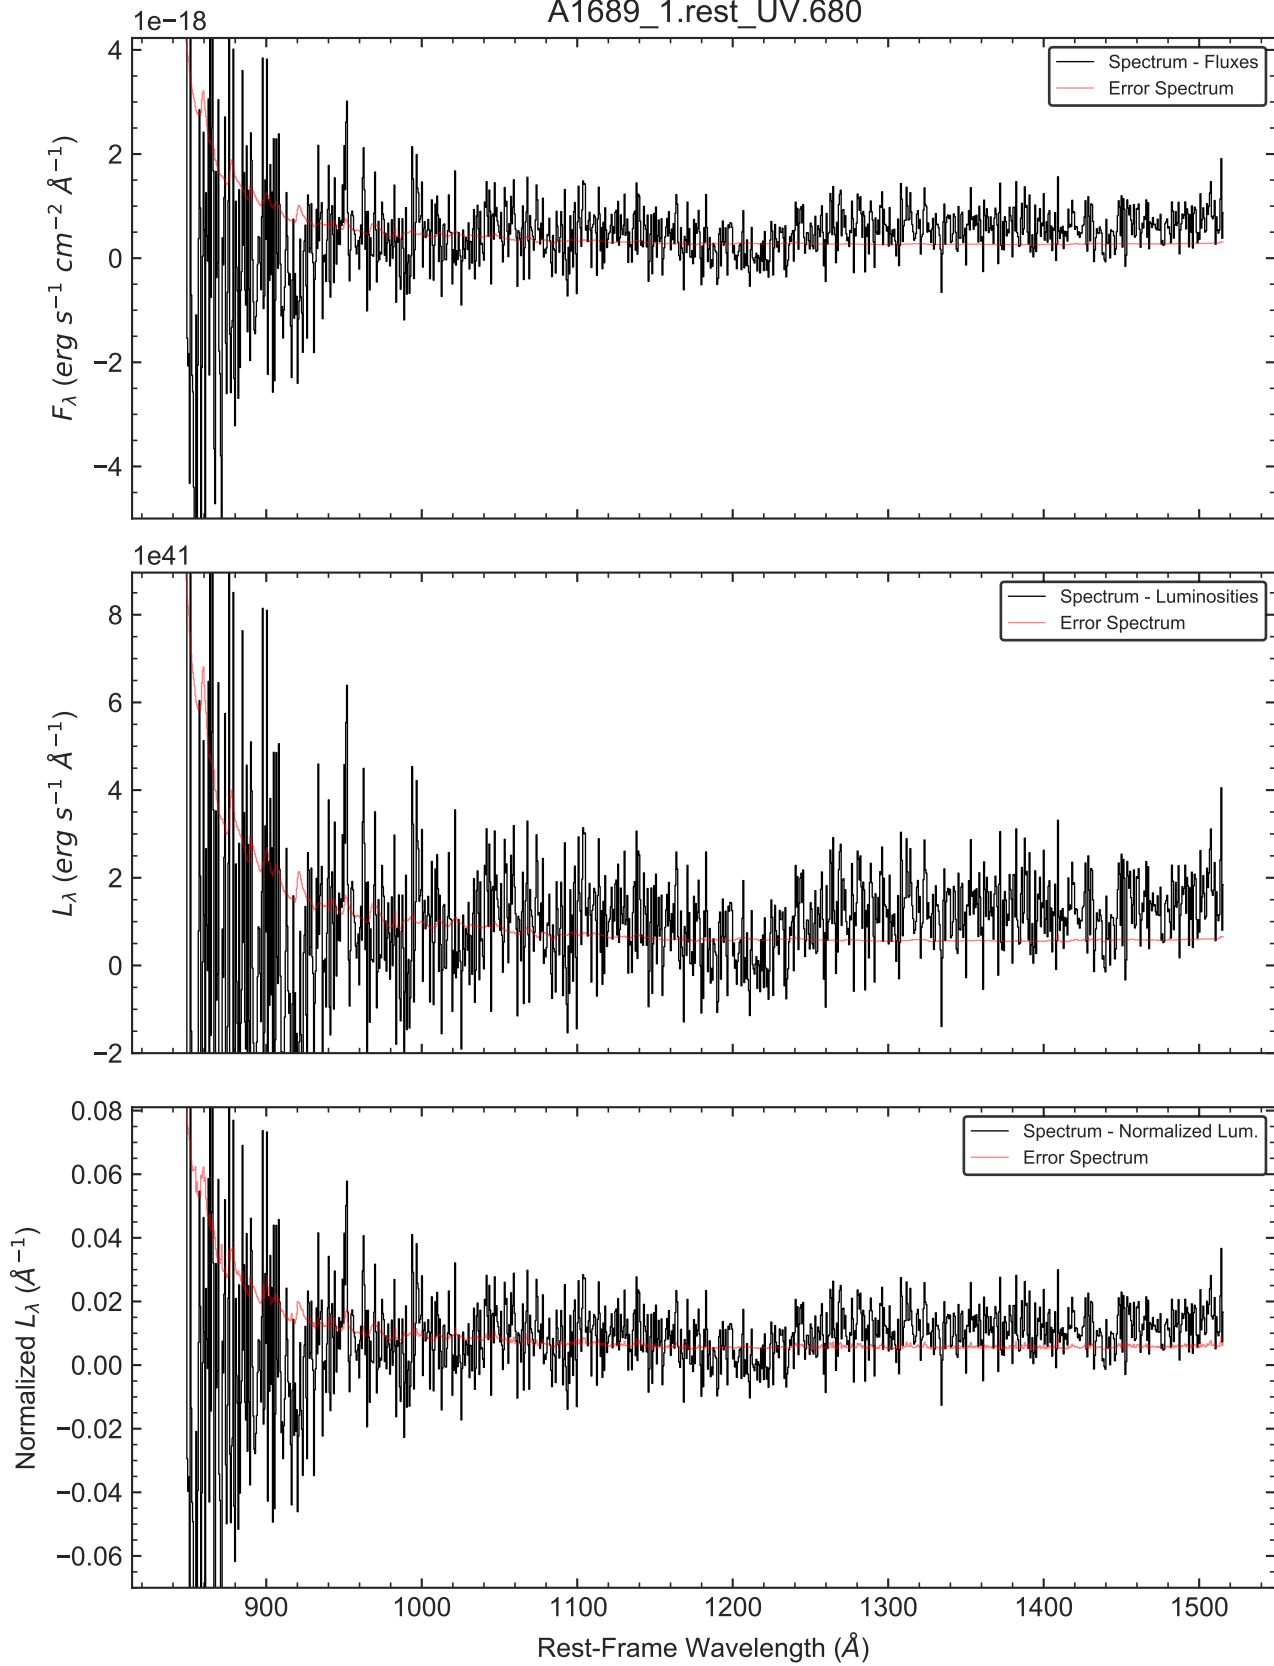 A1689_1.rest_UV.680
1e−18
Spectrum - Fluxes
Error Spectrum
4
2
0
−2
−4
F_λ (erg s⁻¹ cm⁻² Å⁻¹)
1e41
Spectrum - Luminosities
Error Spectrum
8
6
4
2
0
−2
L_λ (erg s⁻¹ Å⁻¹)
Spectrum - Normalized Lum.
Error Spectrum
0.08
0.06
0.04
0.02
0.00
−0.02
−0.04
−0.06
Normalized L_λ (Å⁻¹)
900 1000 1100 1200 1300 1400 1500
Rest-Frame Wavelength (Å)